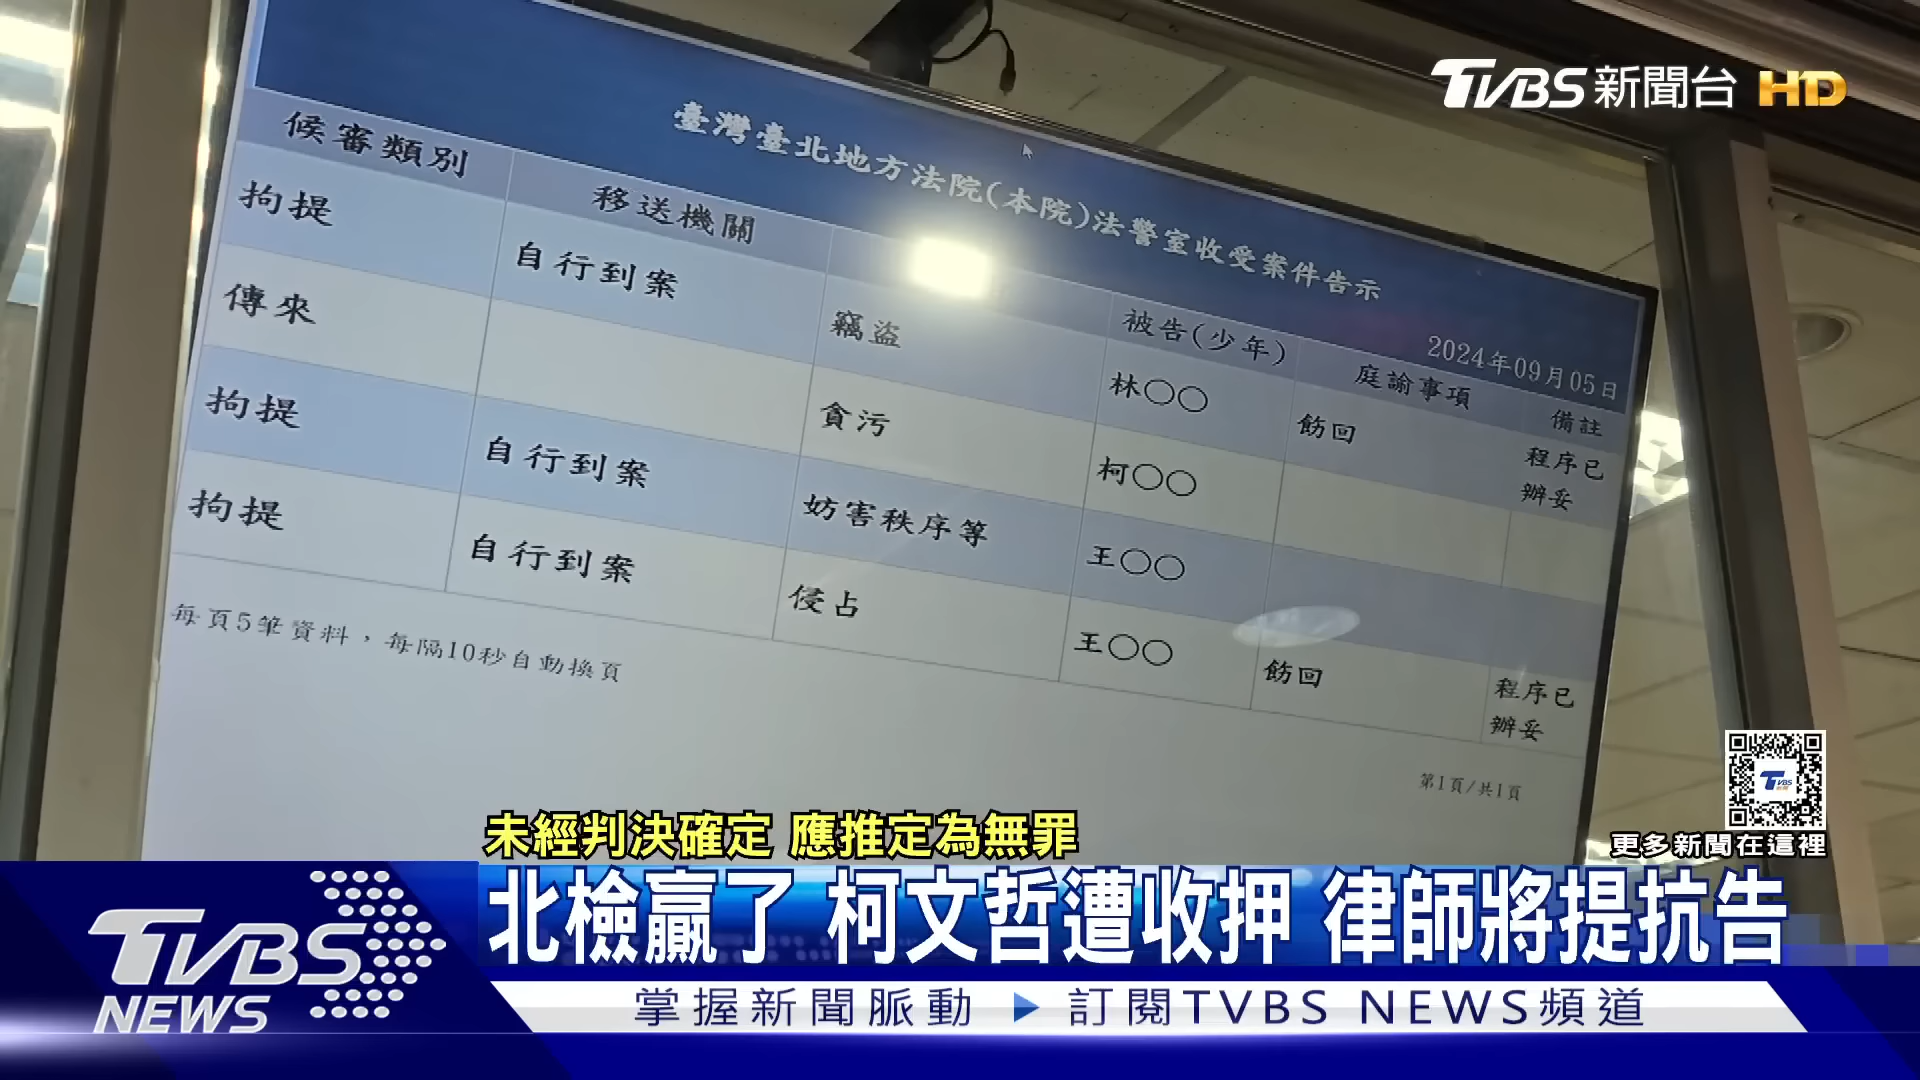 TVBS新聞台 HD
臺灣臺北地方法院(本院)法警室收受案件告示
2024年09月05日
候審類別 移送機關 被告(少年) 庭諭事項 備註
拘提 自行到案 竊盜 林〇〇 飭回 程序已辦妥
傳來 貪污 柯〇〇
拘提 自行到案 妨害秩序等 王〇〇
拘提 自行到案 侵占 王〇〇 飭回 程序已辦妥
每頁5筆資料，每隔10秒自動換頁
第1頁/共1頁
TVBS
更多新聞在這裡
未經判決確定 應推定為無罪
北檢贏了 柯文哲遭收押 律師將提抗告
TVBS NEWS
掌握新聞脈動 ▶ 訂閱TVBS NEWS頻道